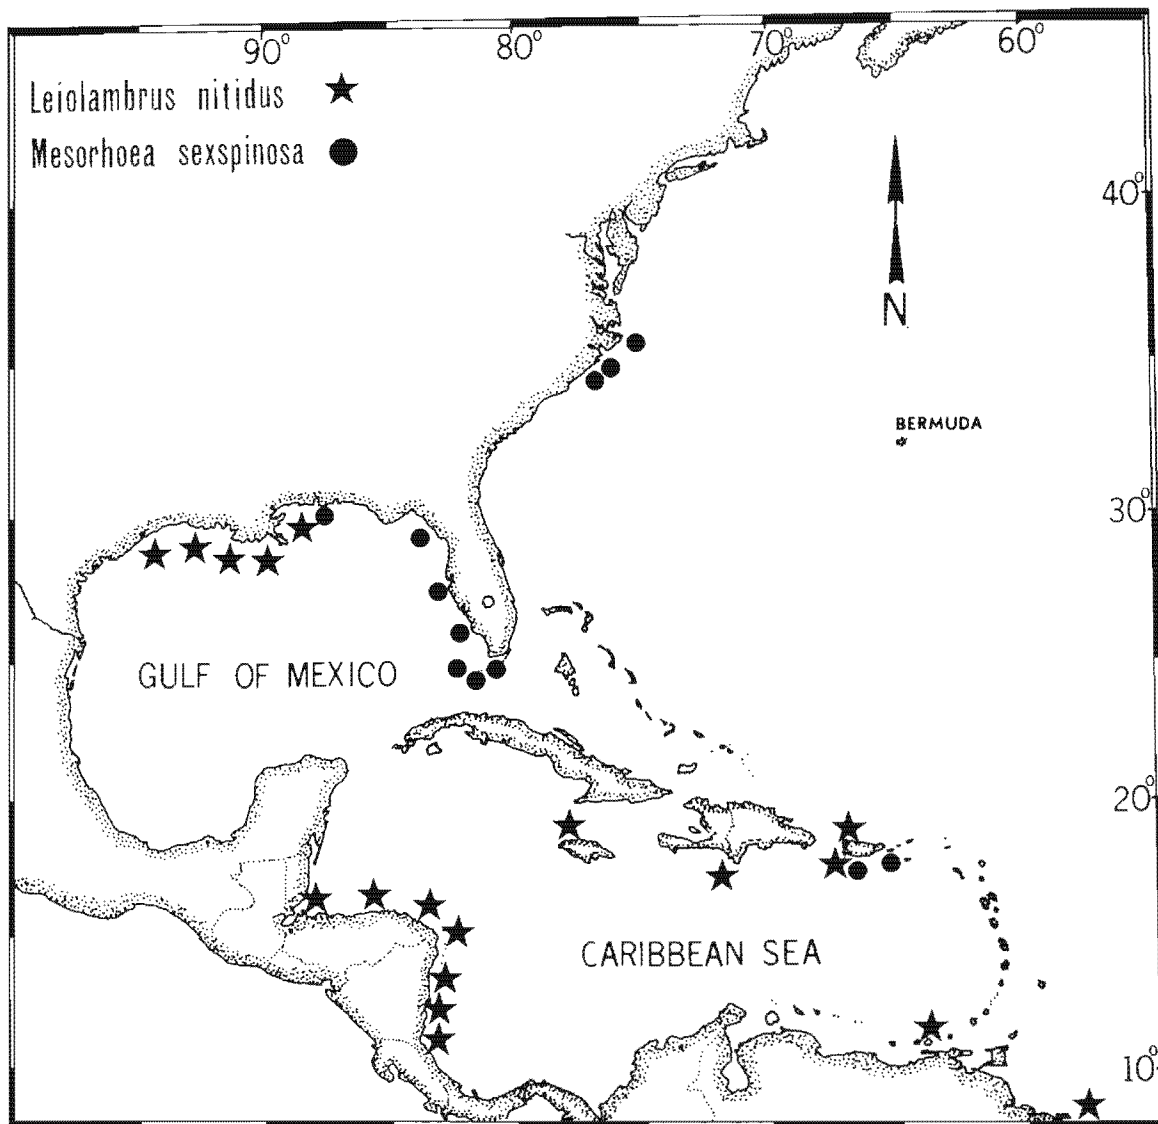 90° 80° 70° 60°
Leiolambrus nitidus
Mesorhoea sexspinosa
40°
N
BERMUDA
30°
GULF OF MEXICO
20°
CARIBBEAN SEA
10°